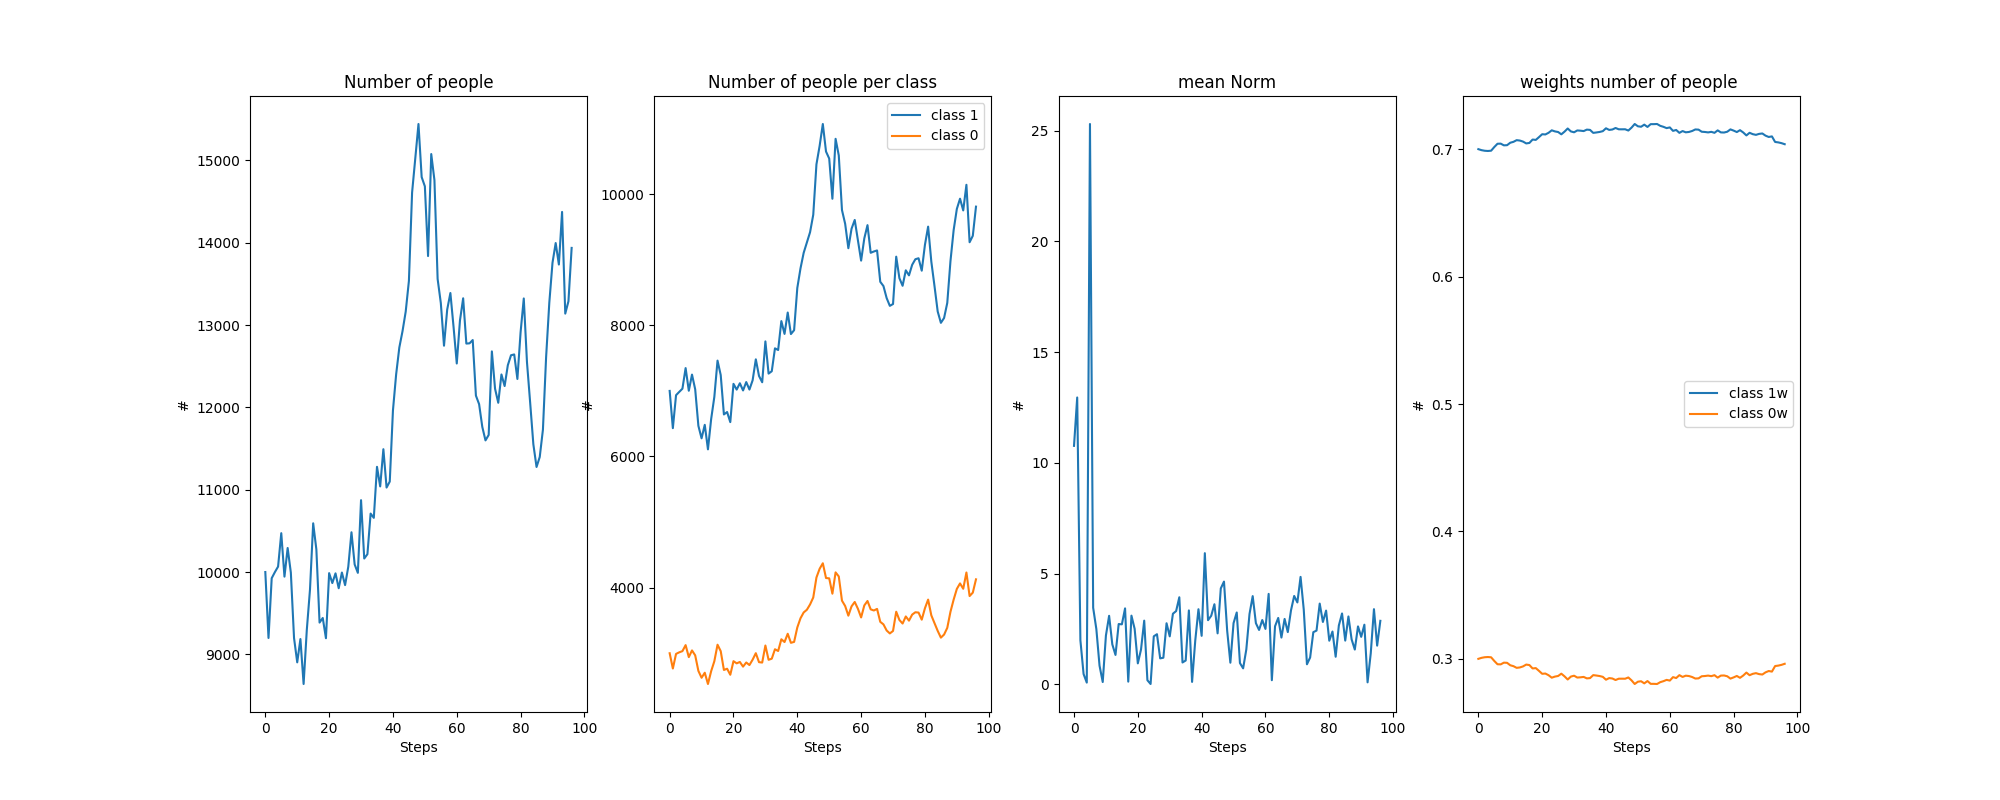 Number of people
15000
14000
13000
12000
11000
10000
9000
#
0 20 40 60 80 100
Steps
Number of people per class
class 1
class 0
10000
8000
6000
4000
#
0 20 40 60 80 100
Steps
mean Norm
25
20
15
10
5
0
#
0 20 40 60 80 100
Steps
weights number of people
0.7
0.6
0.5
0.4
0.3
#
class 1w
class 0w
0 20 40 60 80 100
Steps